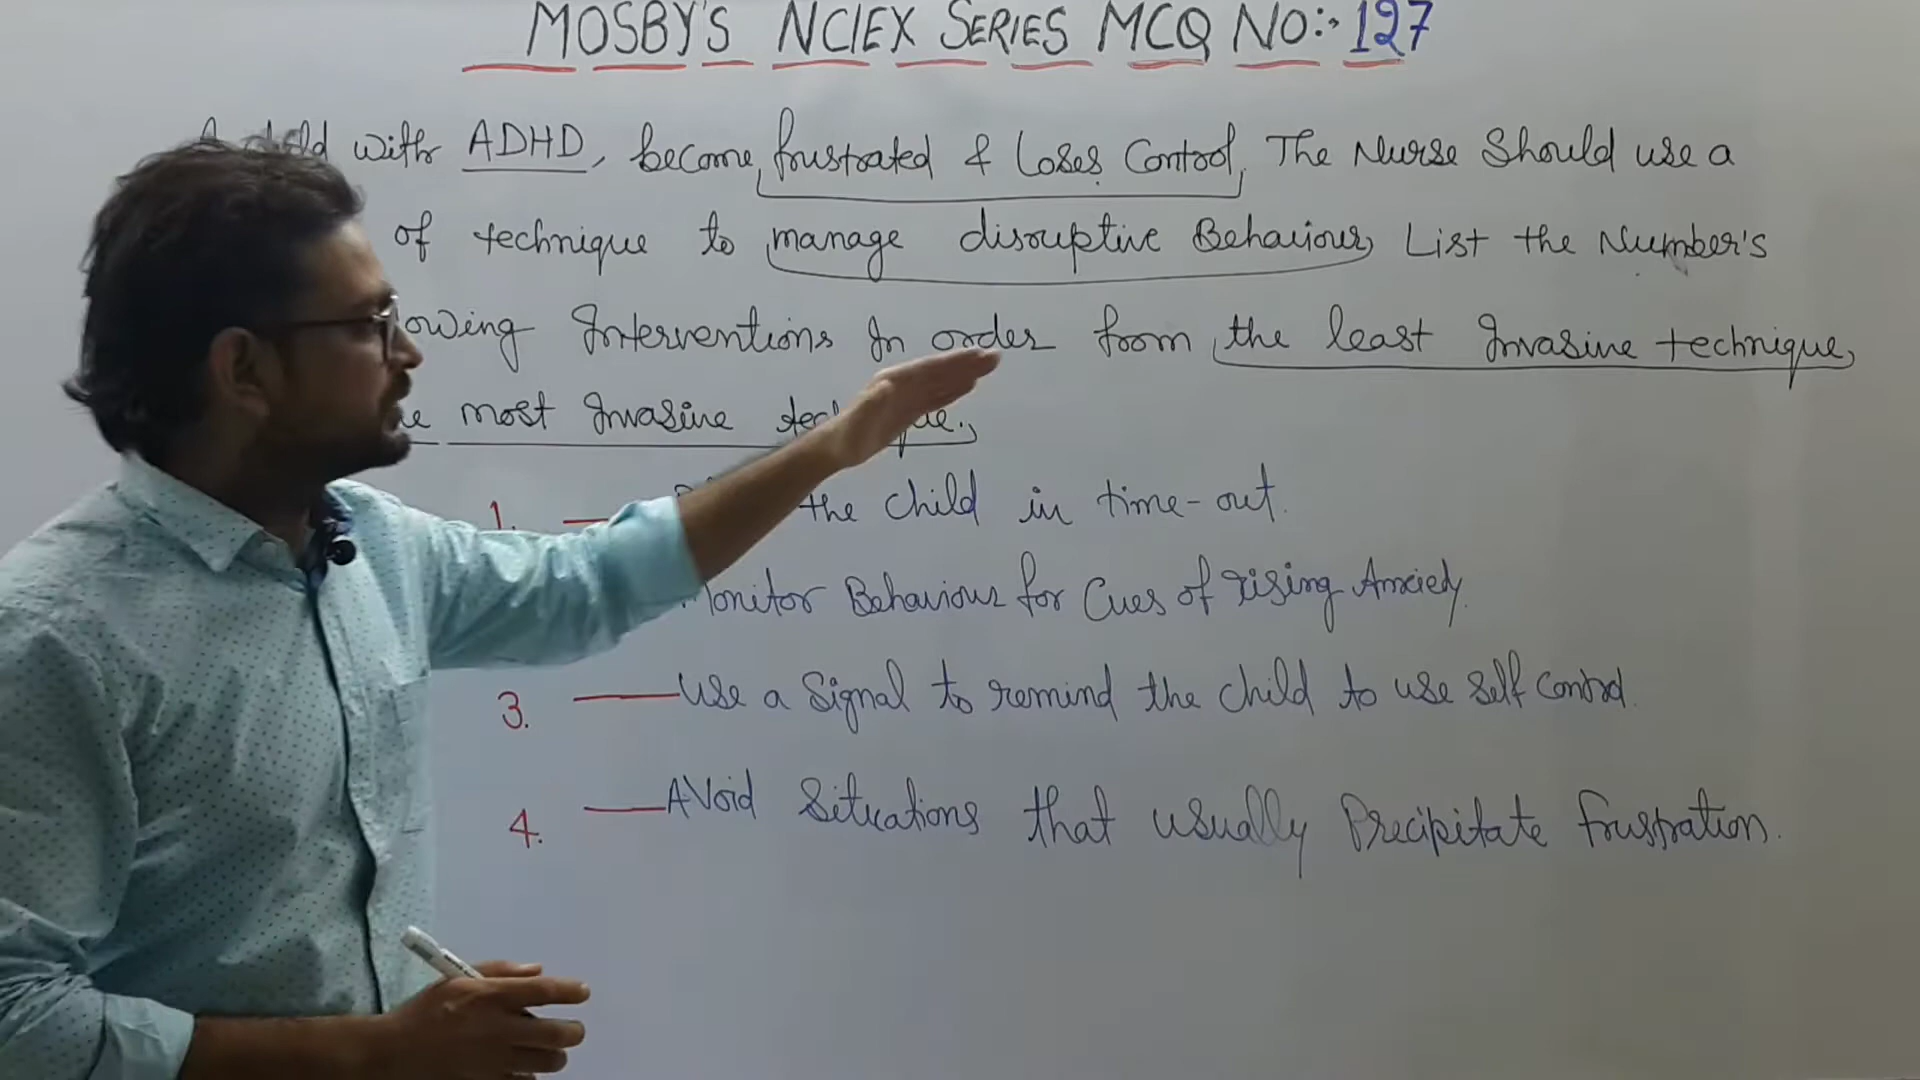 MOSBY'S NCIEX SERIES MCQ NO:- 127
with ADHD, become frustrated & Loses Control, The Nurse Should use a
of technique to manage disruptive Behaviour, List the Number's
owing Interventions In order from the least Invasive technique,
most Invasive technique.,
1. the child in time-out.
Monitor Behaviour for Cues of rising Anxiety.
3. Use a Signal to remind the child to use Self Control.
4. AVoid Situations that usually Precipitate frustration.